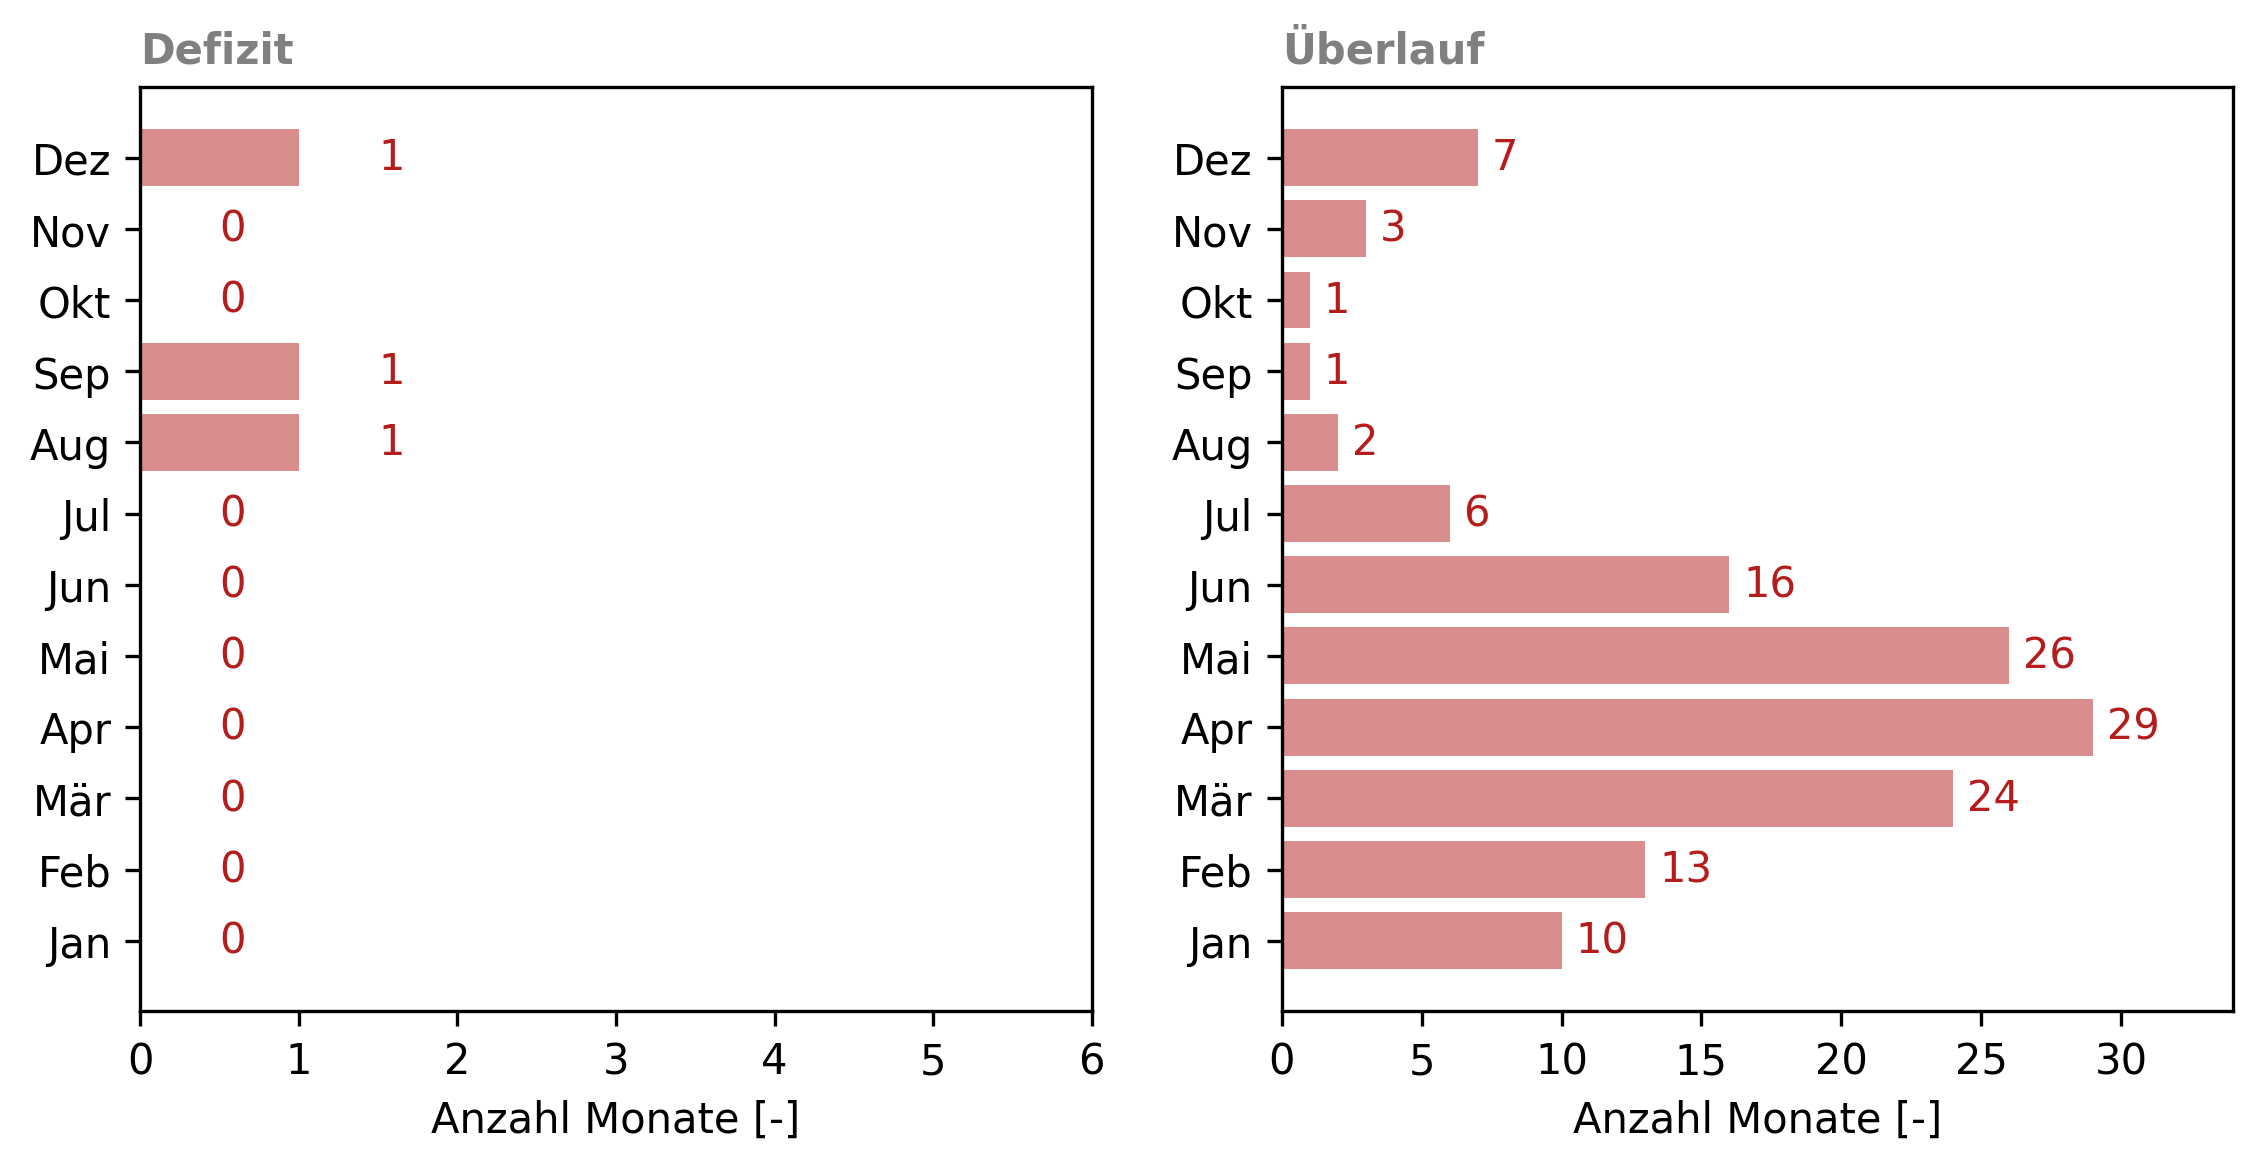 Defizit
Dez 1
Nov 0
Okt 0
Sep 1
Aug 1
Jul 0
Jun 0
Mai 0
Apr 0
Mär 0
Feb 0
Jan 0
0 1 2 3 4 5 6
Anzahl Monate [-]
Überlauf
Dez 7
Nov 3
Okt 1
Sep 1
Aug 2
Jul 6
Jun 16
Mai 26
Apr 29
Mär 24
Feb 13
Jan 10
0 5 10 15 20 25 30
Anzahl Monate [-]